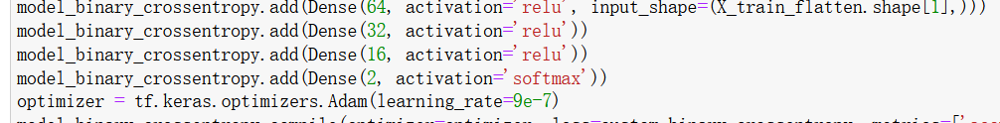 model_binary_crossentropy.add(Dense(64, activation='relu', input_shape=(X_train_flatten.shape[1],)))
model_binary_crossentropy.add(Dense(32, activation='relu'))
model_binary_crossentropy.add(Dense(16, activation='relu'))
model_binary_crossentropy.add(Dense(2, activation='softmax'))
optimizer = tf.keras.optimizers.Adam(learning_rate=9e-7)